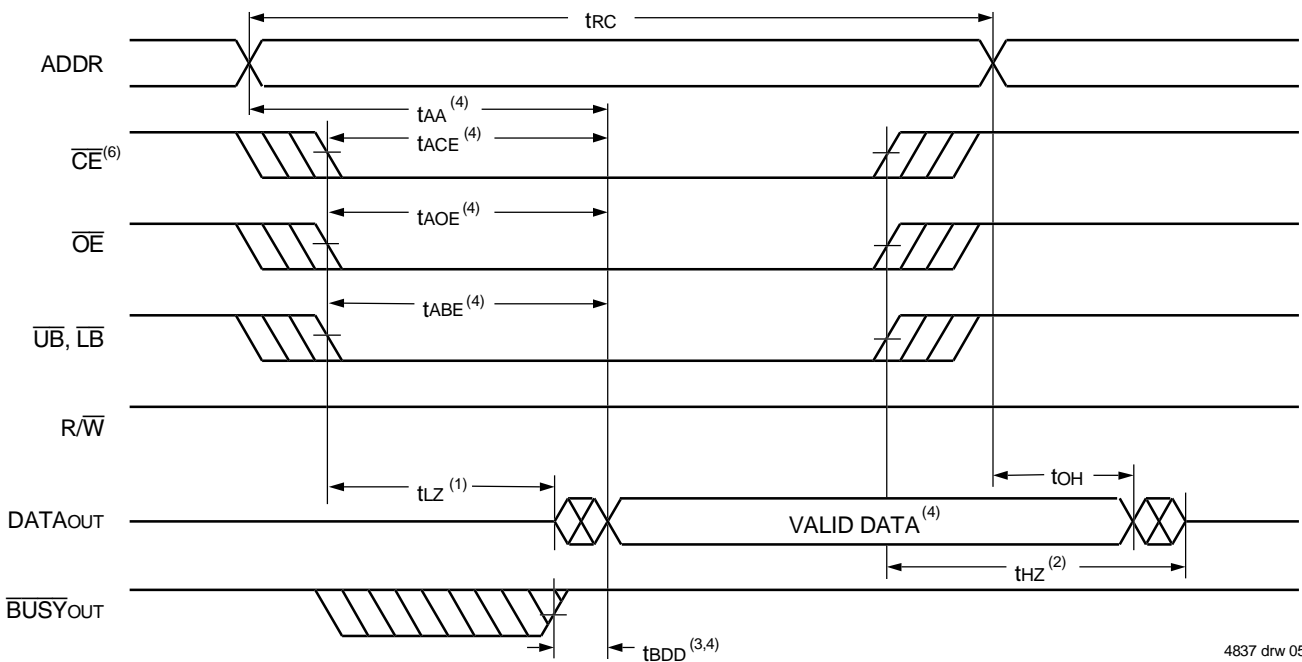 tRC
ADDR
tAA (4)
CE(6)
tACE (4)
OE
tAOE (4)
UB, LB
tABE (4)
R/W
tOH
tLZ (1)
DATAOUT
VALID DATA(4)
tHZ (2)
BUSYOUT
tBDD (3,4)
4837 drw 05